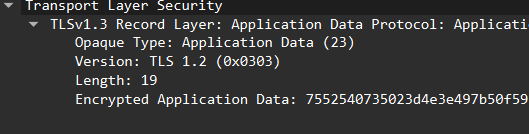 Transport Layer Security
TLSv1.3 Record Layer: Application Data Protocol: Applicati
Opaque Type: Application Data (23)
Version: TLS 1.2 (0x0303)
Length: 19
Encrypted Application Data: 7552540735023d4e3e497b50f59